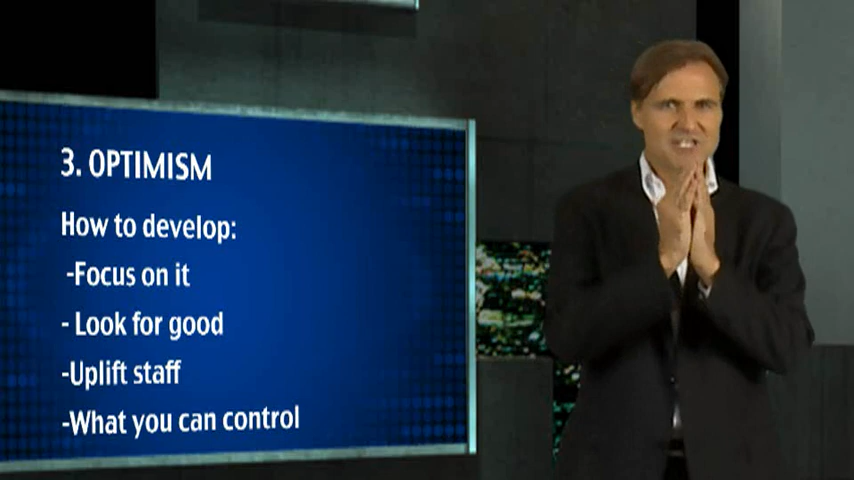 3. OPTIMISM
How to develop:
-Focus on it
- Look for good
-Uplift staff
-What you can control